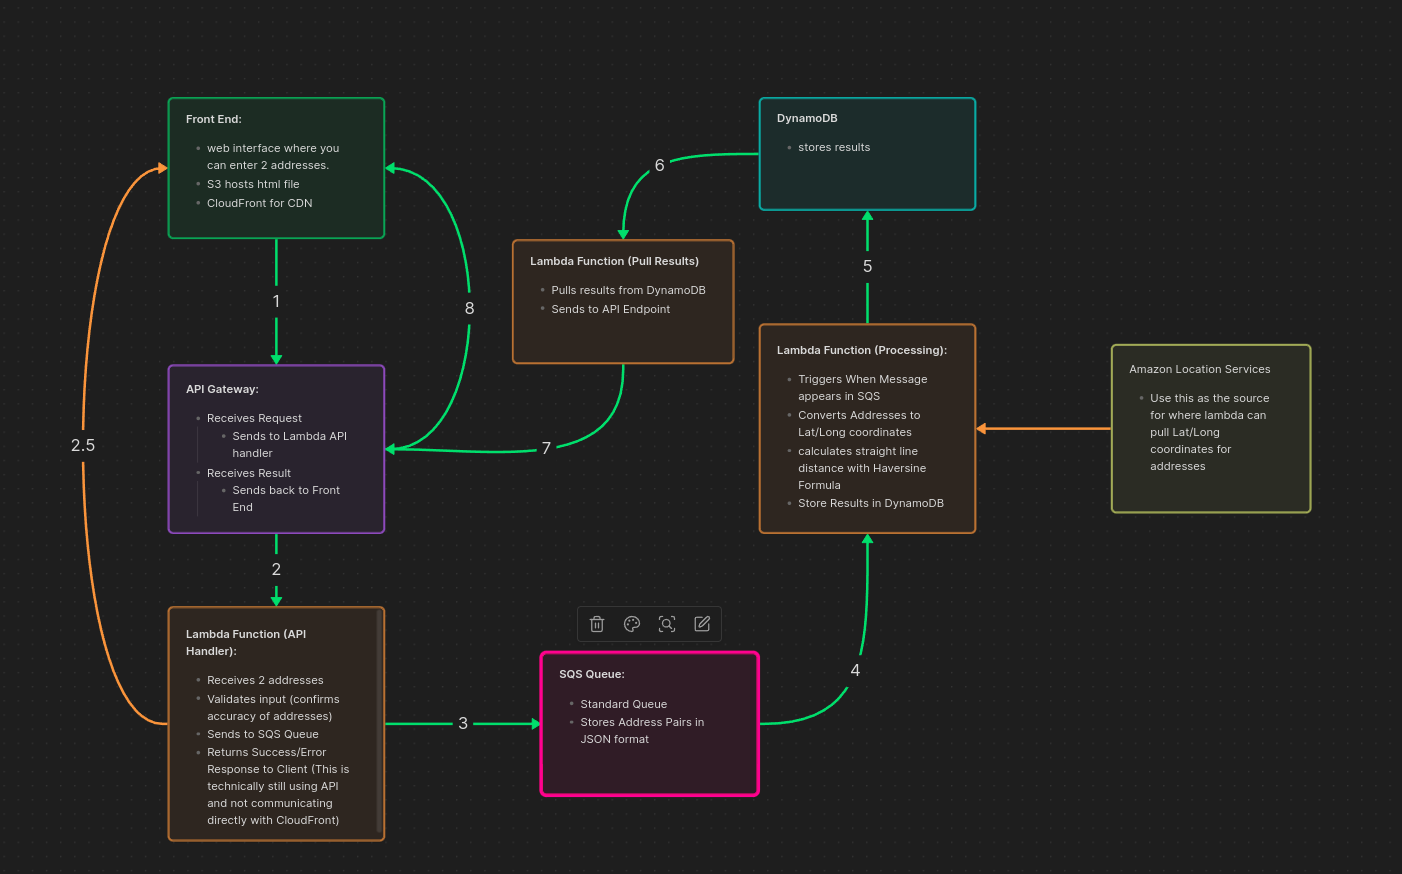 Front End:
web interface where you
can enter 2 addresses.
S3 hosts html file
CloudFront for CDN
DynamoDB
stores results
6
Lambda Function (Pull Results)
Pulls results from DynamoDB
Sends to API Endpoint
5
1
8
Lambda Function (Processing):
Triggers When Message
appears in SQS
Converts Addresses to
Lat/Long coordinates
calculates straight line
distance with Haversine
Formula
Store Results in DynamoDB
Amazon Location Services
Use this as the source
for where lambda can
pull Lat/Long
coordinates for
addresses
API Gateway:
Receives Request
Sends to Lambda API
handler
Receives Result
Sends back to Front
End
2.5
7
2
Lambda Function (API
Handler):
Receives 2 addresses
Validates input (confirms
accuracy of addresses)
Sends to SQS Queue
Returns Success/Error
Response to Client (This is
technically still using API
and not communicating
directly with CloudFront)
3
SQS Queue:
Standard Queue
Stores Address Pairs in
JSON format
4